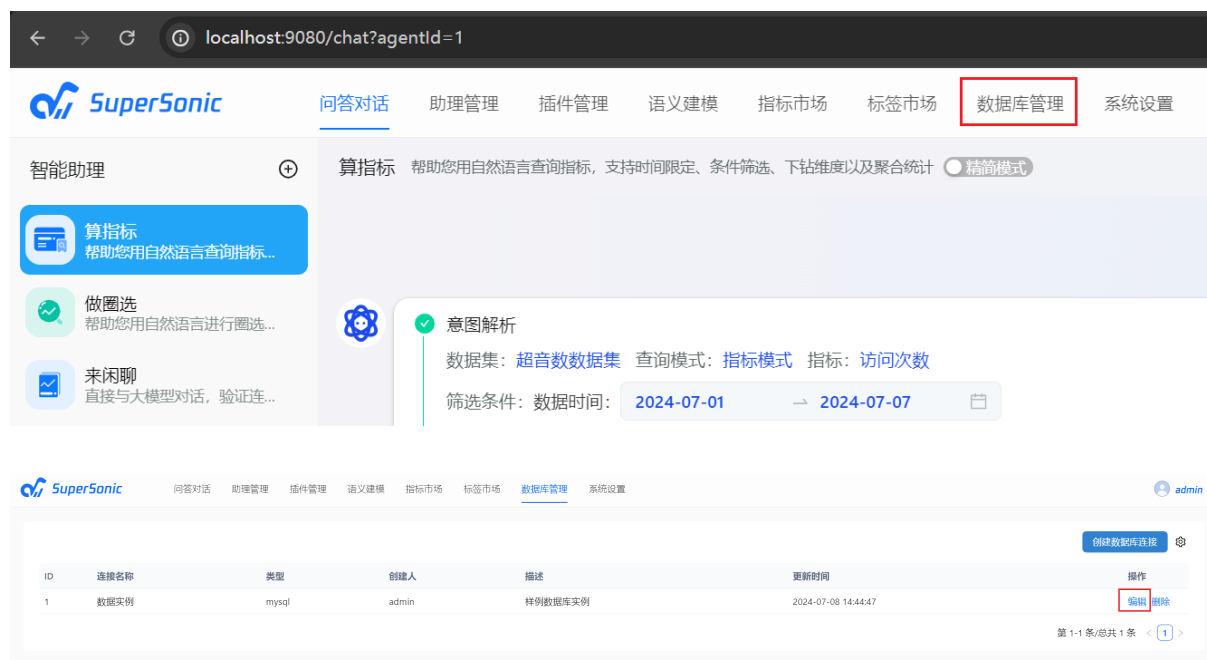 localhost:9080/chat?agentId=1
SuperSonic 问答对话 助理管理 插件管理 语义建模 指标市场 标签市场 数据库管理 系统设置
智能助理 算指标 帮助您用自然语言查询指标，支持时间限定、条件筛选、下钻维度以及聚合统计 精简模式
算指标
帮助您用自然语言查询指标...
做圈选
帮助您用自然语言进行圈选...
来闲聊
直接与大模型对话，验证连...
意图解析
数据集：超音数数据集 查询模式：指标模式 指标：访问次数
筛选条件：数据时间： 2024-07-01 → 2024-07-07
SuperSonic 问答对话 助理管理 插件管理 语义建模 指标市场 标签市场 数据库管理 系统设置 admin
创建数据库连接
ID 连接名称 类型 创建人 描述 更新时间 操作
1 数据实例 mysql admin 样例数据库实例 2024-07-08 14:44:47 编辑 删除
第 1-1 条/总共 1 条 < 1 >